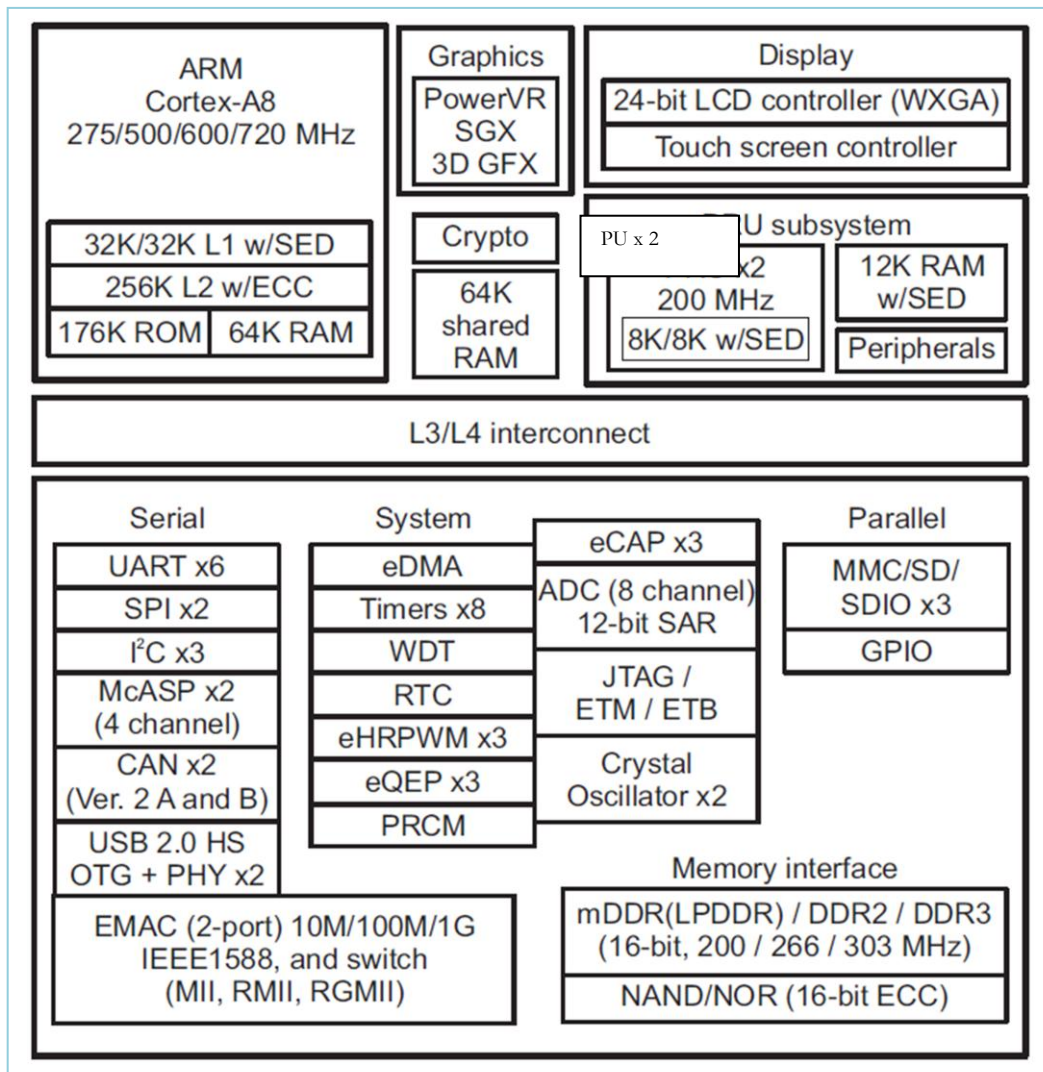 ARM
Cortex-A8
275/500/600/720 MHz
32K/32K L1 w/SED
256K L2 w/ECC
176K ROM
64K RAM
Graphics
PowerVR
SGX
3D GFX
Crypto
64K
shared
RAM
Display
24-bit LCD controller (WXGA)
Touch screen controller
subsystem
PU x 2
x2
200 MHz
8K/8K w/SED
12K RAM
w/SED
Peripherals
L3/L4 interconnect
Serial
UART x6
SPI x2
I²C x3
McASP x2
(4 channel)
CAN x2
(Ver. 2 A and B)
USB 2.0 HS
OTG + PHY x2
EMAC (2-port) 10M/100M/1G
IEEE1588, and switch
(MII, RMII, RGMII)
System
eDMA
Timers x8
WDT
RTC
eHRPWM x3
eQEP x3
PRCM
eCAP x3
ADC (8 channel)
12-bit SAR
JTAG /
ETM / ETB
Crystal
Oscillator x2
Parallel
MMC/SD/
SDIO x3
GPIO
Memory interface
mDDR(LPDDR) / DDR2 / DDR3
(16-bit, 200 / 266 / 303 MHz)
NAND/NOR (16-bit ECC)